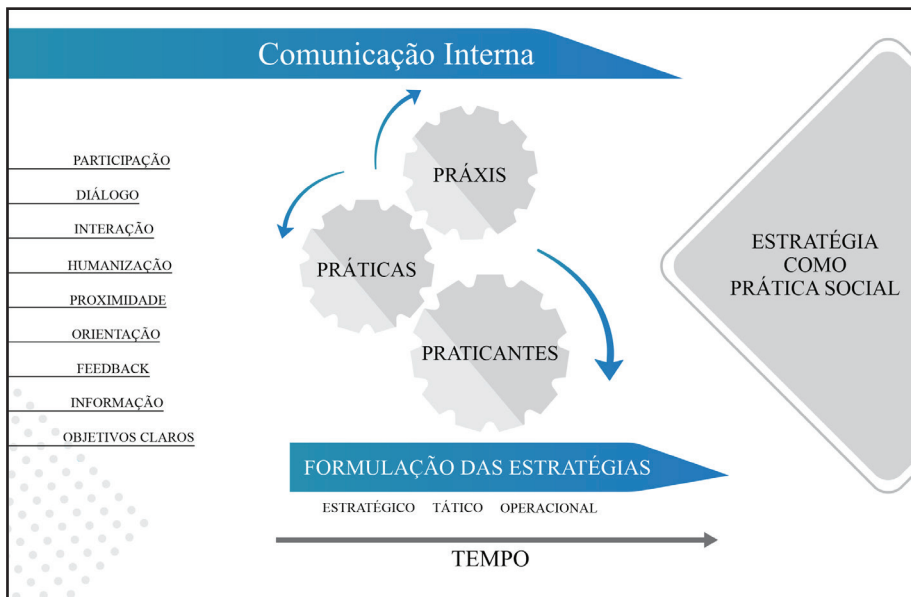 Comunicação Interna
PARTICIPAÇÃO
DIÁLOGO
INTERAÇÃO
HUMANIZAÇÃO
PROXIMIDADE
ORIENTAÇÃO
FEEDBACK
INFORMAÇÃO
OBJETIVOS CLAROS
PRÁXIS
PRÁTICAS
PRATICANTES
FORMULAÇÃO DAS ESTRATÉGIAS
ESTRATÉGICO TÁTICO OPERACIONAL
TEMPO
ESTRATÉGIA
COMO
PRÁTICA SOCIAL